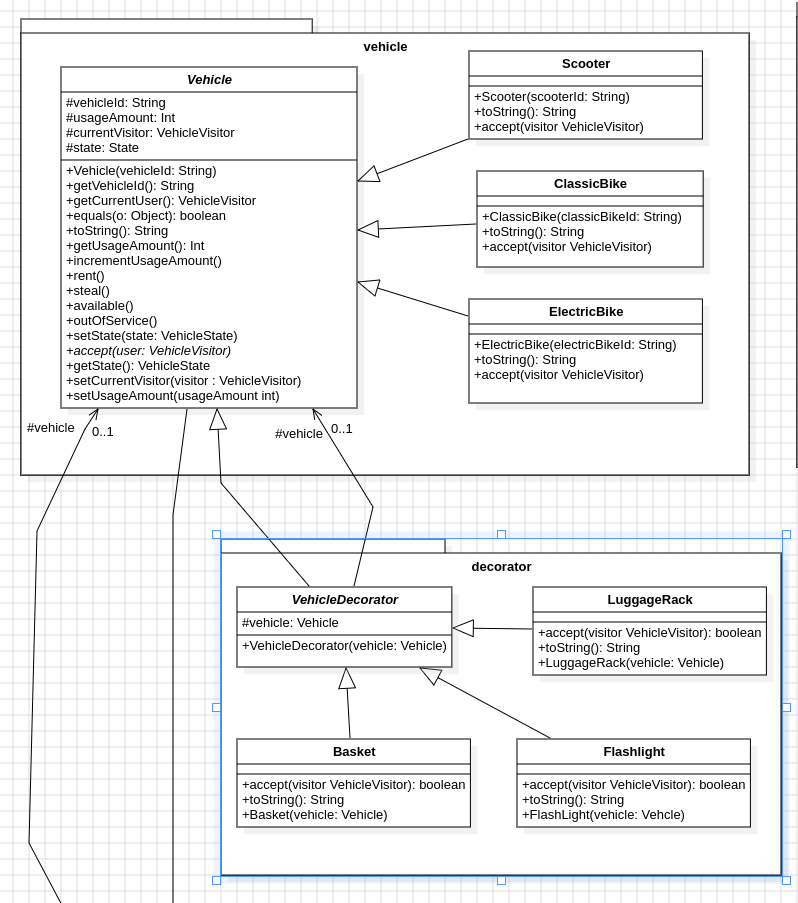 vehicle
Vehicle
#vehicleId: String
#usageAmount: Int
#currentVisitor: VehicleVisitor
#state: State
+Vehicle(vehicleId: String)
+getVehicleId(): String
+getCurrentUser(): VehicleVisitor
+equals(o: Object): boolean
+toString(): String
+getUsageAmount(): Int
+incrementUsageAmount()
+rent()
+steal()
+available()
+outOfService()
+setState(state: VehicleState)
+accept(user: VehicleVisitor)
+getState(): VehicleState
+setCurrentVisitor(visitor : VehicleVisitor)
+setUsageAmount(usageAmount int)
Scooter
+Scooter(scooterId: String)
+toString(): String
+accept(visitor VehicleVisitor)
ClassicBike
+ClassicBike(classicBikeId: String)
+toString(): String
+accept(visitor VehicleVisitor)
ElectricBike
+ElectricBike(electricBikeId: String)
+toString(): String
+accept(visitor VehicleVisitor)
#vehicle
0..1
#vehicle
0..1
decorator
VehicleDecorator
#vehicle: Vehicle
+VehicleDecorator(vehicle: Vehicle)
LuggageRack
+accept(visitor VehicleVisitor): boolean
+toString(): String
+LuggageRack(vehicle: Vehicle)
Basket
+accept(visitor VehicleVisitor): boolean
+toString(): String
+Basket(vehicle: Vehicle)
Flashlight
+accept(visitor VehicleVisitor): boolean
+toString(): String
+FlashLight(vehicle: Vehcle)